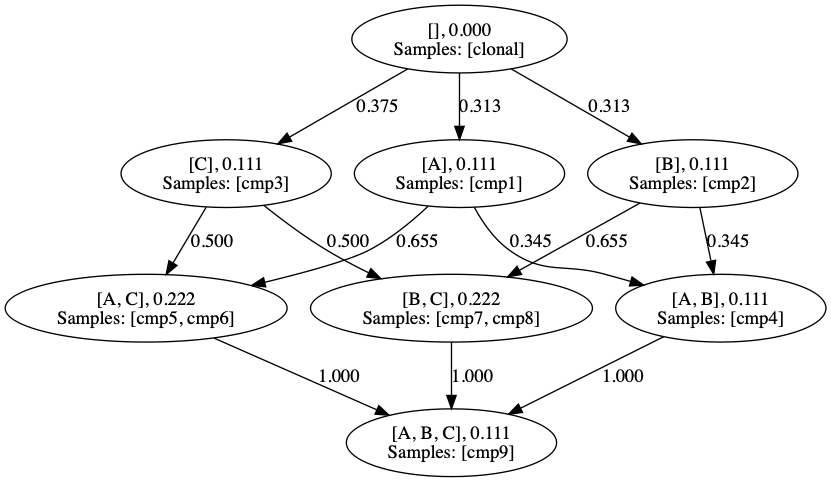 [], 0.000
Samples: [clonal]
0.375
0.313
0.313
[C], 0.111
Samples: [cmp3]
[A], 0.111
Samples: [cmp1]
[B], 0.111
Samples: [cmp2]
0.500
0.500
0.655
0.345
0.655
0.345
[A, C], 0.222
Samples: [cmp5, cmp6]
[B, C], 0.222
Samples: [cmp7, cmp8]
[A, B], 0.111
Samples: [cmp4]
1.000
1.000
1.000
[A, B, C], 0.111
Samples: [cmp9]